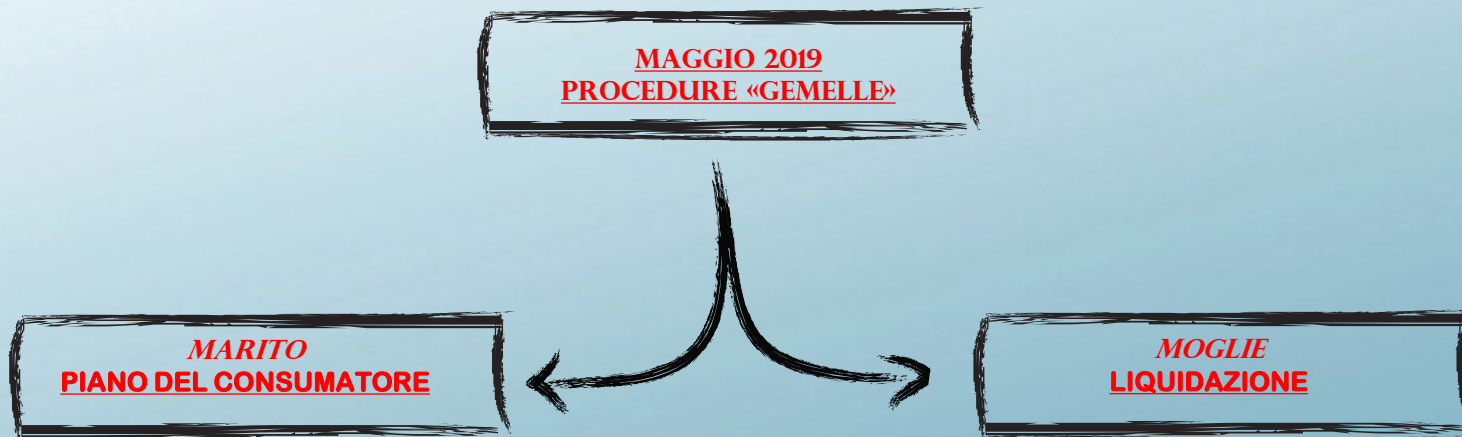 MAGGIO 2019
PROCEDURE «GEMELLE»
MARITO
PIANO DEL CONSUMATORE
MOGLIE
LIQUIDAZIONE